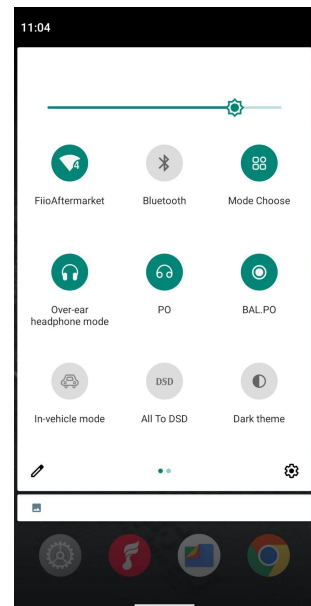 11:04
FiioAftermarket
Bluetooth
Mode Choose
Over-ear
headphone mode
PO
BAL.PO
DSD
In-vehicle mode
All To DSD
Dark theme